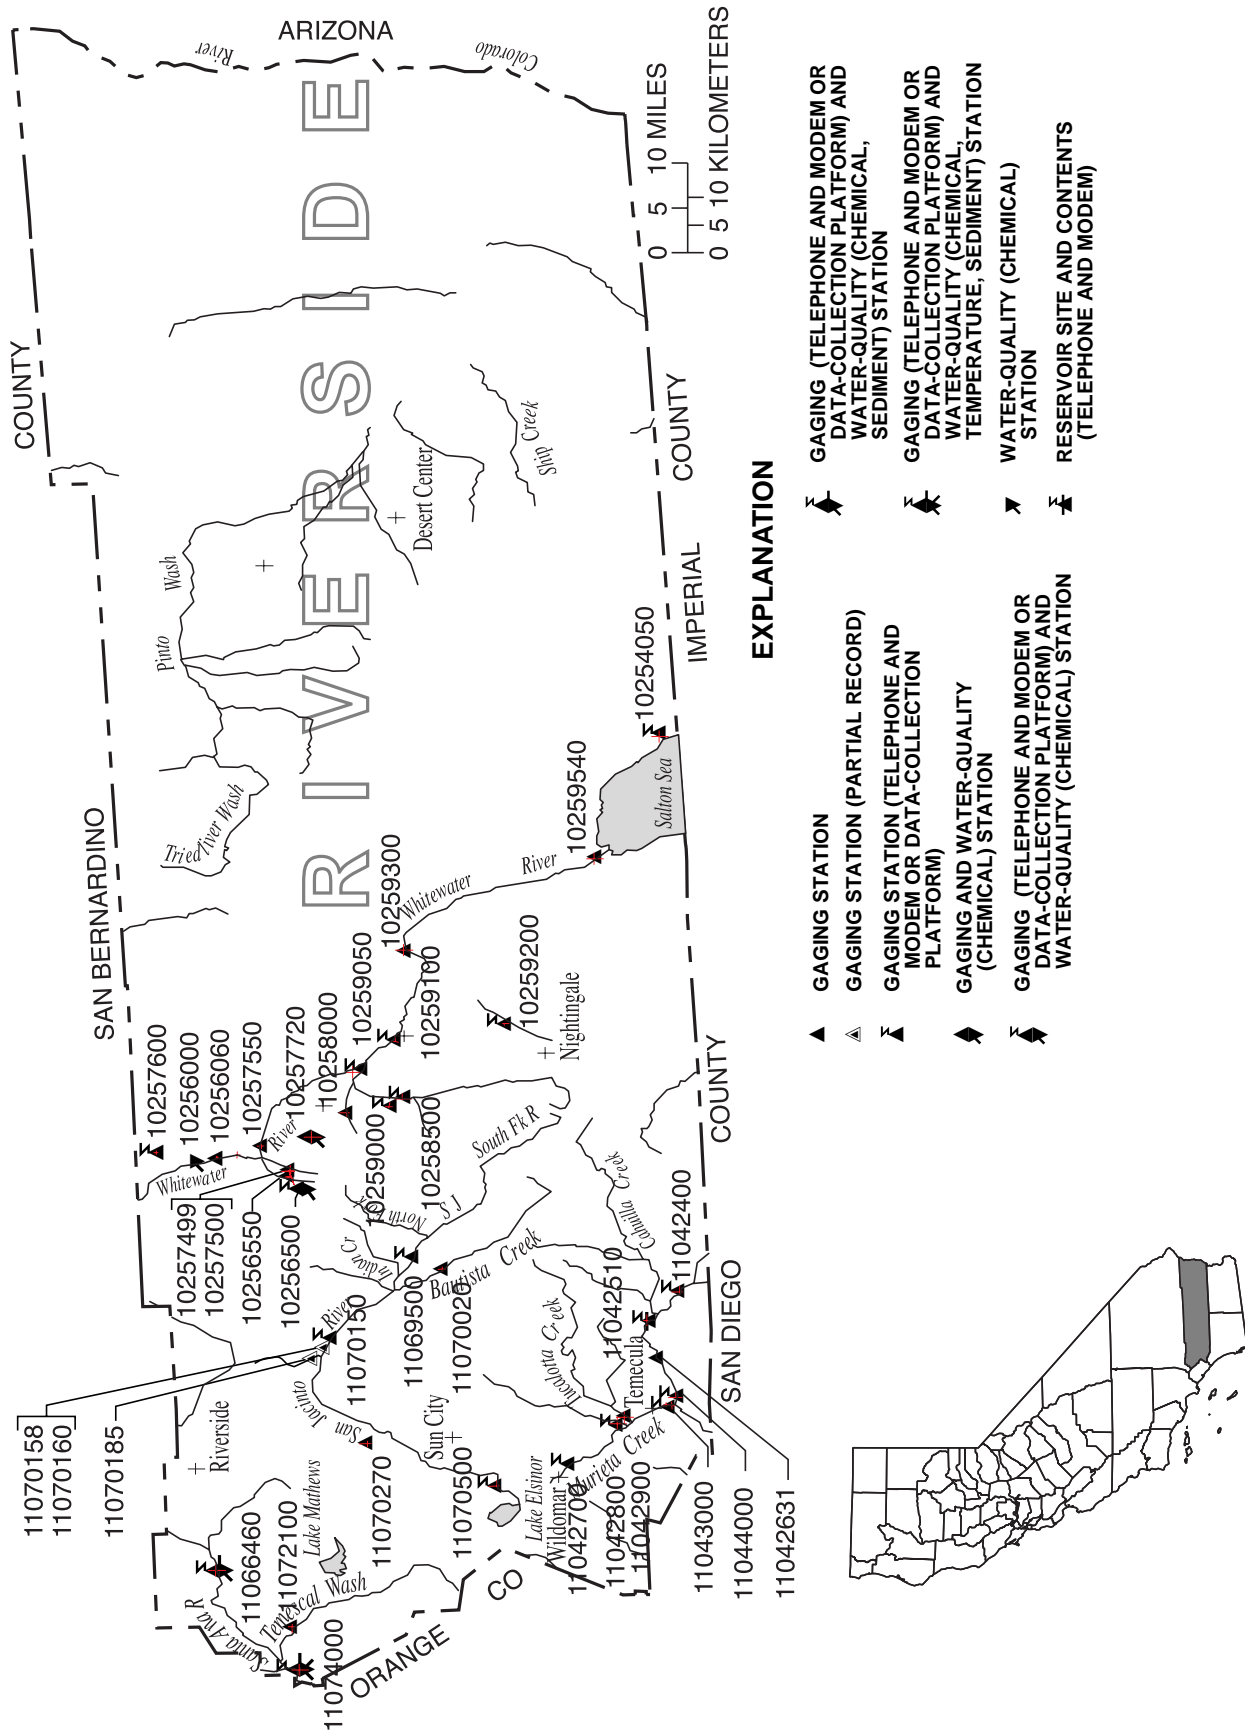 COUNTY
SAN BERNARDINO
ARIZONA
River
Colorado
RIVERSIDE
Pinto
Wash
Desert Center
Ship Creek
COUNTY
IMPERIAL
Salton Sea
10254050
10259540
River
Whitewater
10259300
10259050
10259100
10259200
Nightingale
10257600
10256000
10256060
10257550
10257720
10258000
River
Whitewater
10257499
10257500
10256550
10256500
10259000
10258500
South Fk R
North Fork
S J
Indian Cr
Bautista Creek
Cahuilla Creek
COUNTY
SAN DIEGO
11042400
11042510
Temecula
Tucalotta Creek
11070020
11069500
11070150
River
Jacinto
San
11070158
11070160
11070185
Riverside
Sun City
11070270
11070500
Lake Elsinor
Wildomar
Murieta Creek
11042700
11042800
11042900
11043000
11044000
11042631
Lake Mathews
11066460
11072100
Temescal Wash
Santa Ana R
11074000
ORANGE
CO
0 5 10 MILES
0 5 10 KILOMETERS
EXPLANATION
GAGING STATION
GAGING STATION (PARTIAL RECORD)
GAGING STATION (TELEPHONE AND
MODEM OR DATA-COLLECTION
PLATFORM)
GAGING AND WATER-QUALITY
(CHEMICAL) STATION
GAGING (TELEPHONE AND MODEM OR
DATA-COLLECTION PLATFORM) AND
WATER-QUALITY (CHEMICAL) STATION
GAGING (TELEPHONE AND MODEM OR
DATA-COLLECTION PLATFORM) AND
WATER-QUALITY (CHEMICAL,
SEDIMENT) STATION
GAGING (TELEPHONE AND MODEM OR
DATA-COLLECTION PLATFORM) AND
WATER-QUALITY (CHEMICAL,
TEMPERATURE, SEDIMENT) STATION
WATER-QUALITY (CHEMICAL)
STATION
RESERVOIR SITE AND CONTENTS
(TELEPHONE AND MODEM)